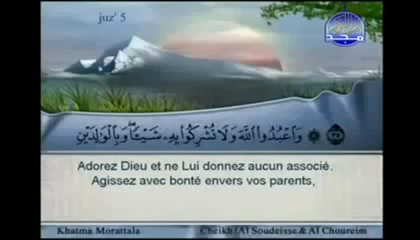 juz' 5
مجد
وَاعْبُدُوا اللَّهَ وَلَا تُشْرِكُوا بِهِ شَيْئًا وَبِالْوَالِدَيْنِ
Adorez Dieu et ne Lui donnez aucun associé.
Agissez avec bonté envers vos parents,
Khatma Morattala
Cheikh/Al Soudeisse & Al Choureim